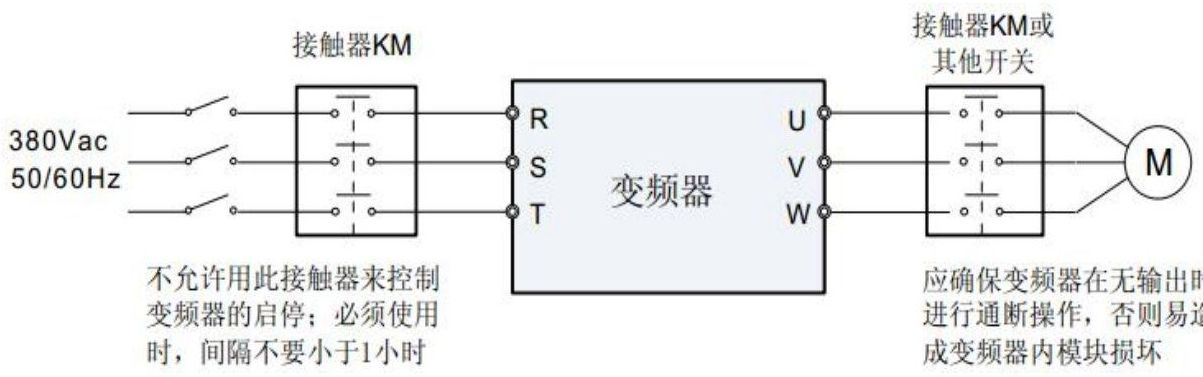 接触器KM
接触器KM或
其他开关
380Vac
50/60Hz
R
S
T
变频器
U
V
W
M
不允许用此接触器来控制
变频器的启停；必须使用
时，间隔不要小于1小时
应确保变频器在无输出时
进行通断操作，否则易造
成变频器内模块损坏